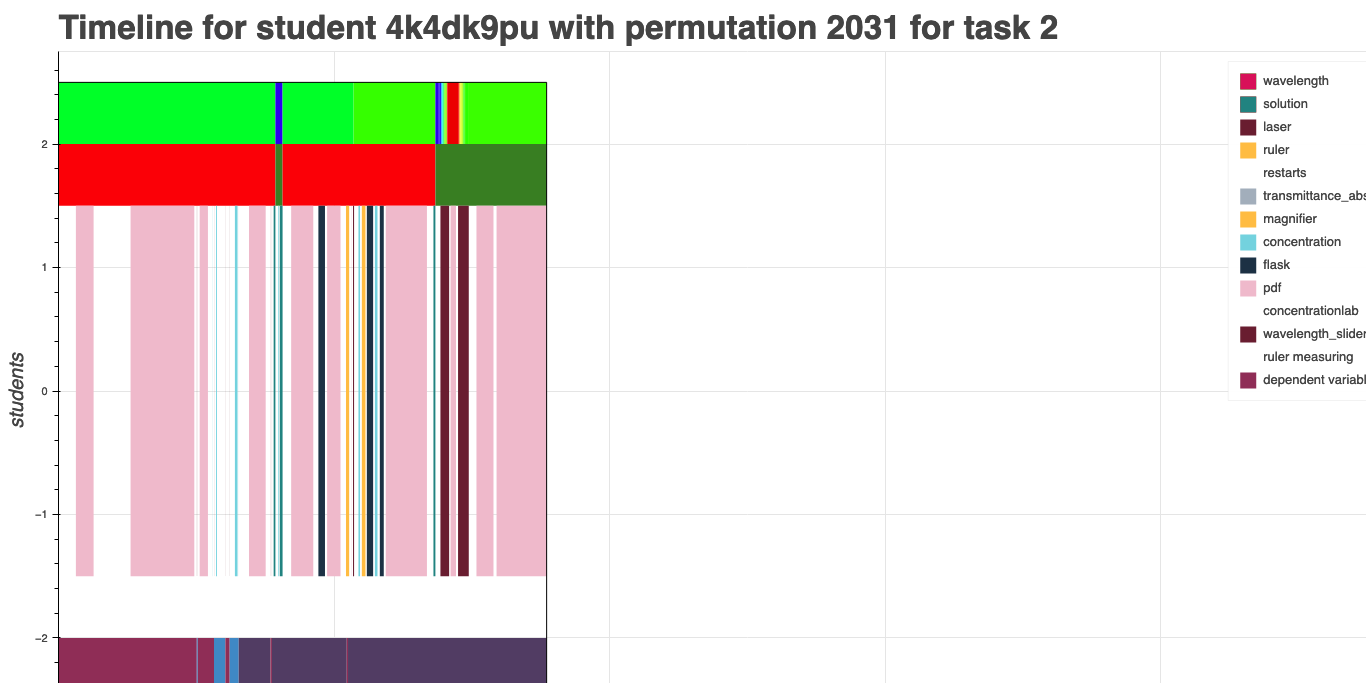 Timeline for student 4k4dk9pu with permutation 2031 for task 2
wavelength
solution
laser
ruler
restarts
transmittance_abs
magnifier
concentration
flask
pdf
concentrationlab
wavelength_slider
ruler measuring
dependent variabl
students
2
1
0
−1
−2